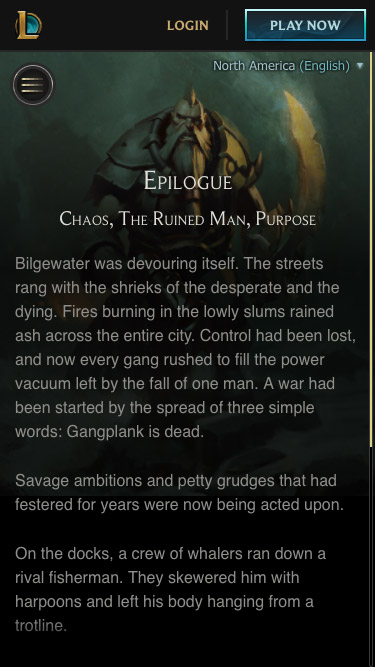 LOGIN
PLAY NOW
North America (English) ▼
Epilogue
Chaos, The Ruined Man, Purpose
Bilgewater was devouring itself. The streets
rang with the shrieks of the desperate and the
dying. Fires burning in the lowly slums rained
ash across the entire city. Control had been lost,
and now every gang rushed to fill the power
vacuum left by the fall of one man. A war had
been started by the spread of three simple
words: Gangplank is dead.
Savage ambitions and petty grudges that had
festered for years were now being acted upon.
On the docks, a crew of whalers ran down a
rival fisherman. They skewered him with
harpoons and left his body hanging from a
trotline.